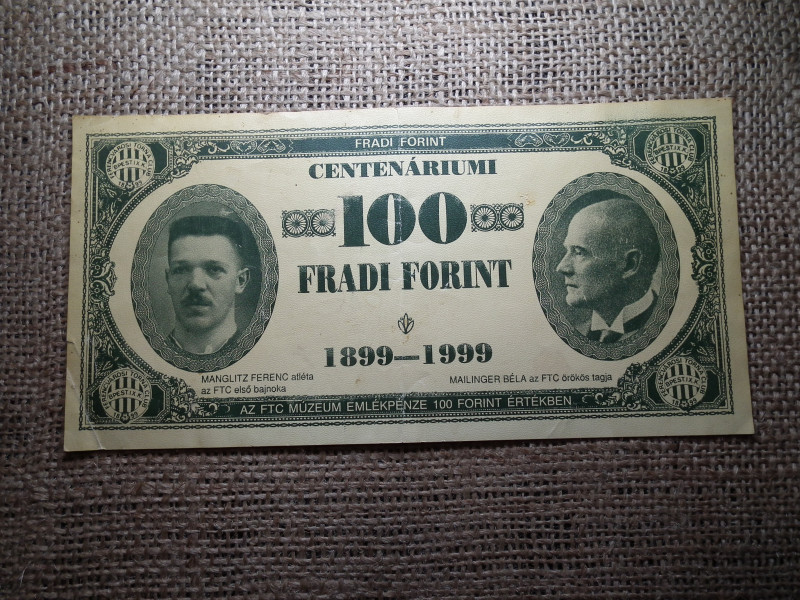 FRADI FORINT
CENTENÁRIUMI
100
FRADI FORINT
1899—1999
MANGLITZ FERENC atléta
az FTC első bajnoka
MAILINGER BÉLA az FTC örökös tagja
AZ FTC MÚZEUM EMLÉKPÉNZE 100 FORINT ÉRTÉKBEN